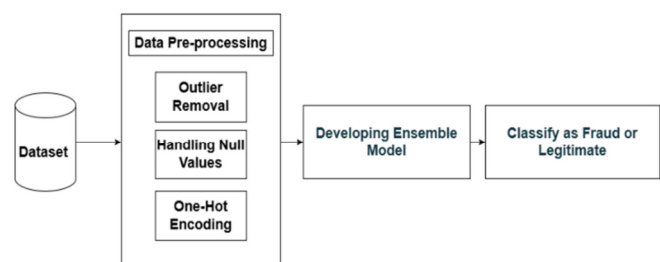 Data Pre-processing
Outlier
Removal
Dataset
Handling Null
Values
One-Hot
Encoding
Developing Ensemble
Model
Classify as Fraud or
Legitimate